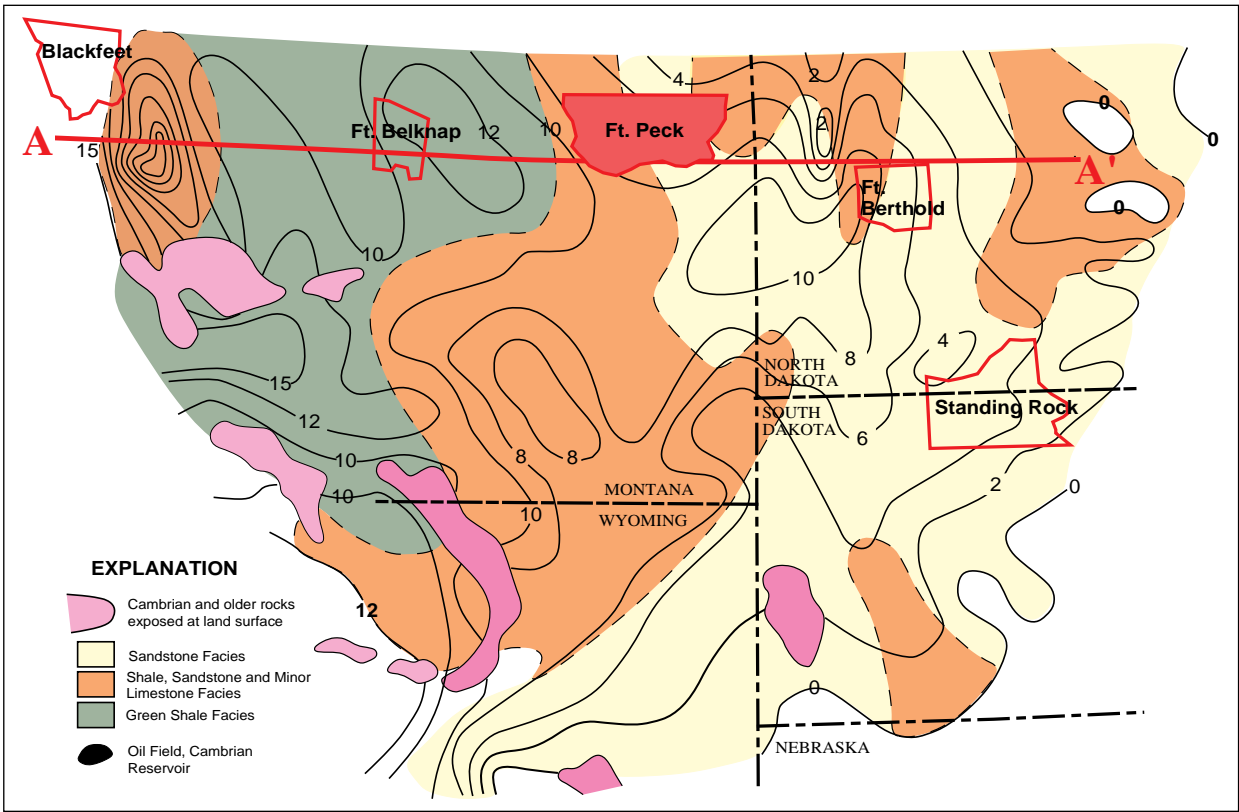 Blackfeet
A
15
Ft. Belknap
12
10
Ft. Peck
4
2
2
0
0
A'
Ft.
Berthold
0
10
10
8
4
NORTH
DAKOTA
SOUTH
DAKOTA
Standing Rock
6
15
12
10
10
8
8
10
MONTANA
WYOMING
2
0
12
0
NEBRASKA
EXPLANATION
Cambrian and older rocks
exposed at land surface
Sandstone Facies
Shale, Sandstone and Minor
Limestone Facies
Green Shale Facies
Oil Field, Cambrian
Reservoir